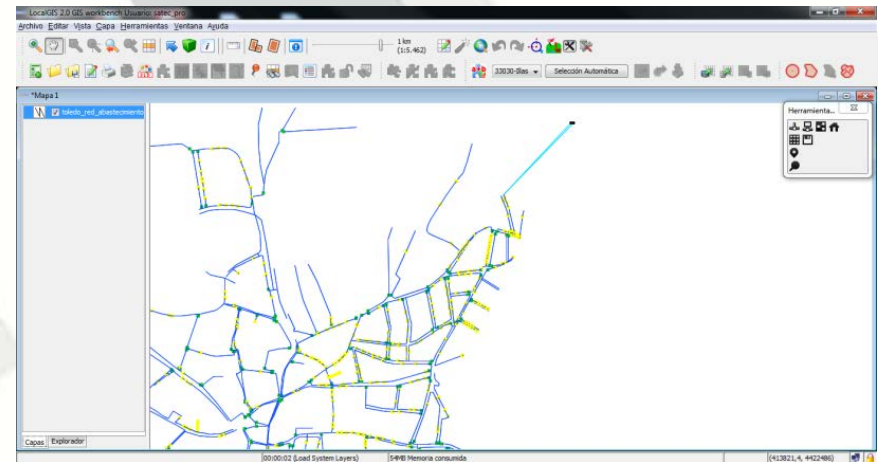 LocalGIS 2.0 GIS workbench Usuario: satec_pro
Archivo Editar Vista Capa Herramientas Ventana Ayuda
1 km
(1:5.462)
33030-Illas
Selección Automática
*Mapa 1
toledo_red_abastecimiento
Herramienta...
Capas Explorador
00:00:02 (Load System Layers) 54MB Memoria consumida (413821,4, 4422486)